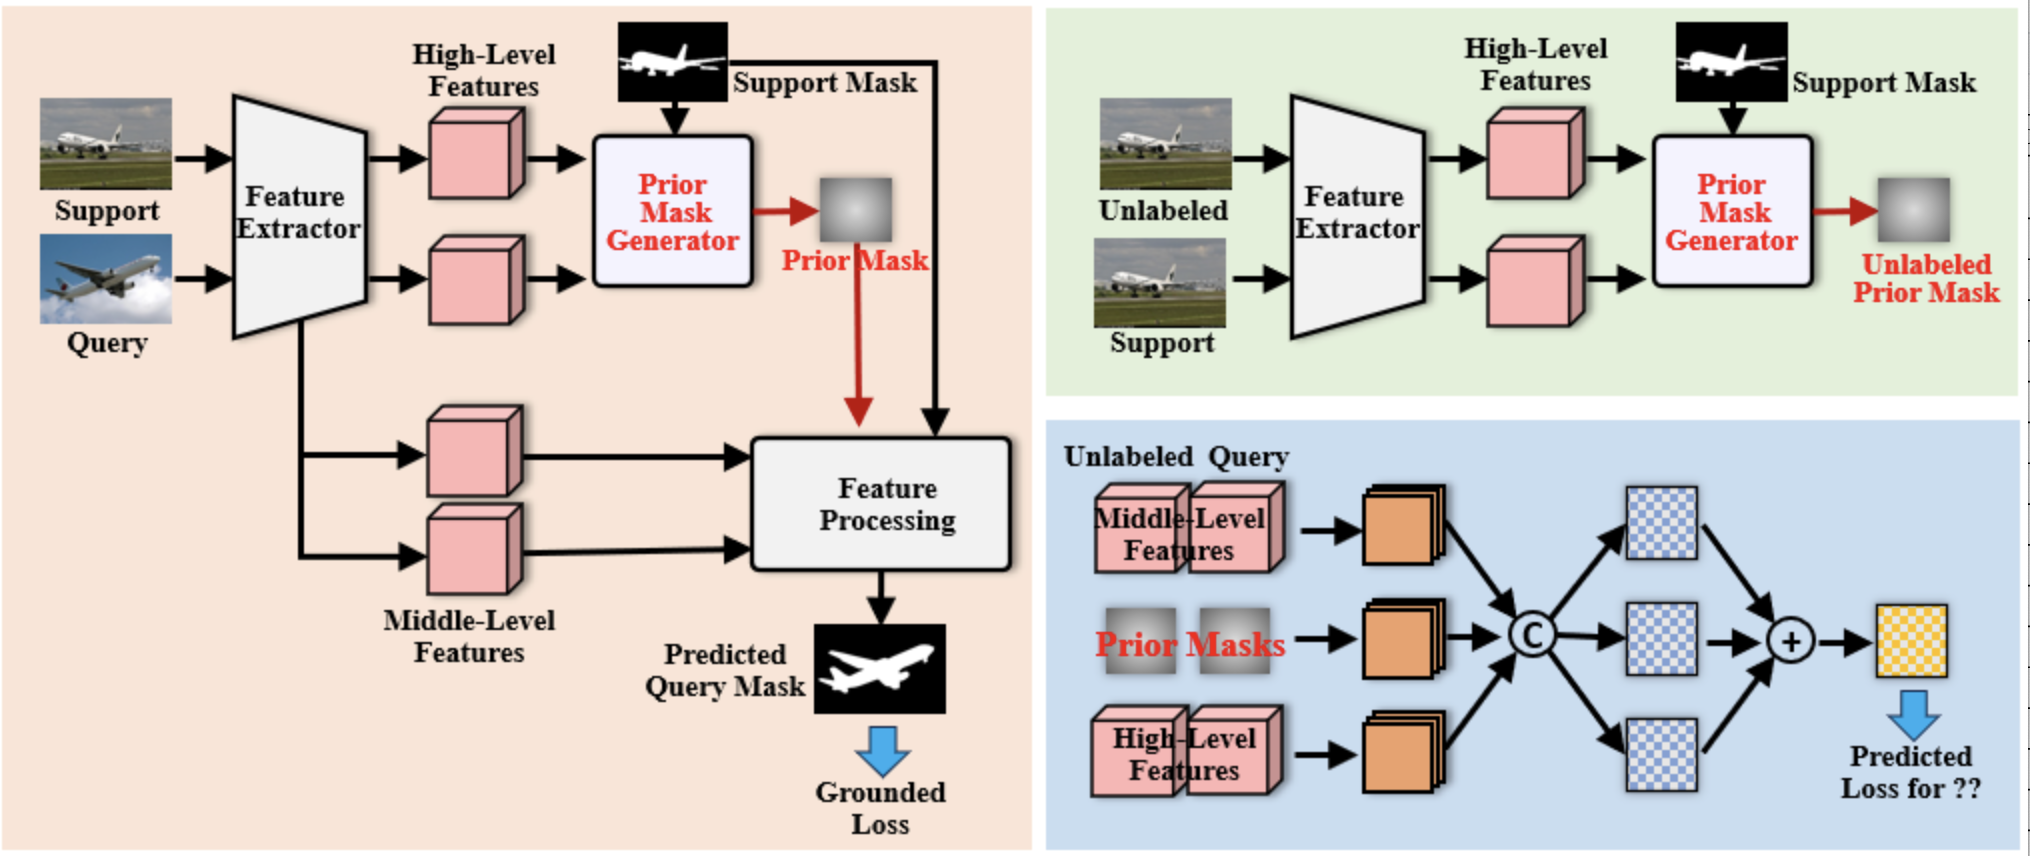 High-Level
Features
Support Mask
Support
Feature
Extractor
Prior
Mask
Generator
Prior Mask
Query
Feature
Processing
Middle-Level
Features
Predicted
Query Mask
Grounded
Loss
High-Level
Features
Support Mask
Unlabeled
Feature
Extractor
Prior
Mask
Generator
Unlabeled
Prior Mask
Support
Unlabeled Query
Middle-Level
Features
Prior Masks
High-Level
Features
C
+
Predicted
Loss for ??